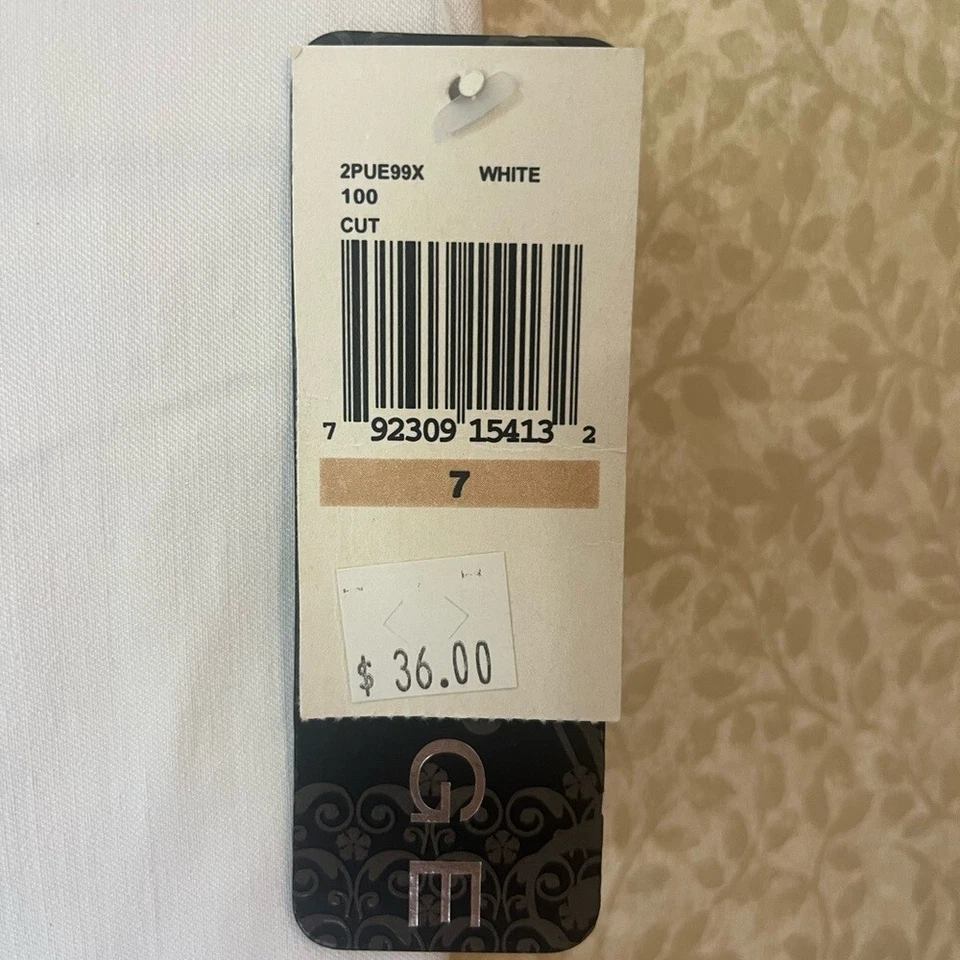 2PUE99X WHITE
100
CUT
7 92309 15413 2
7
$ 36.00
GE